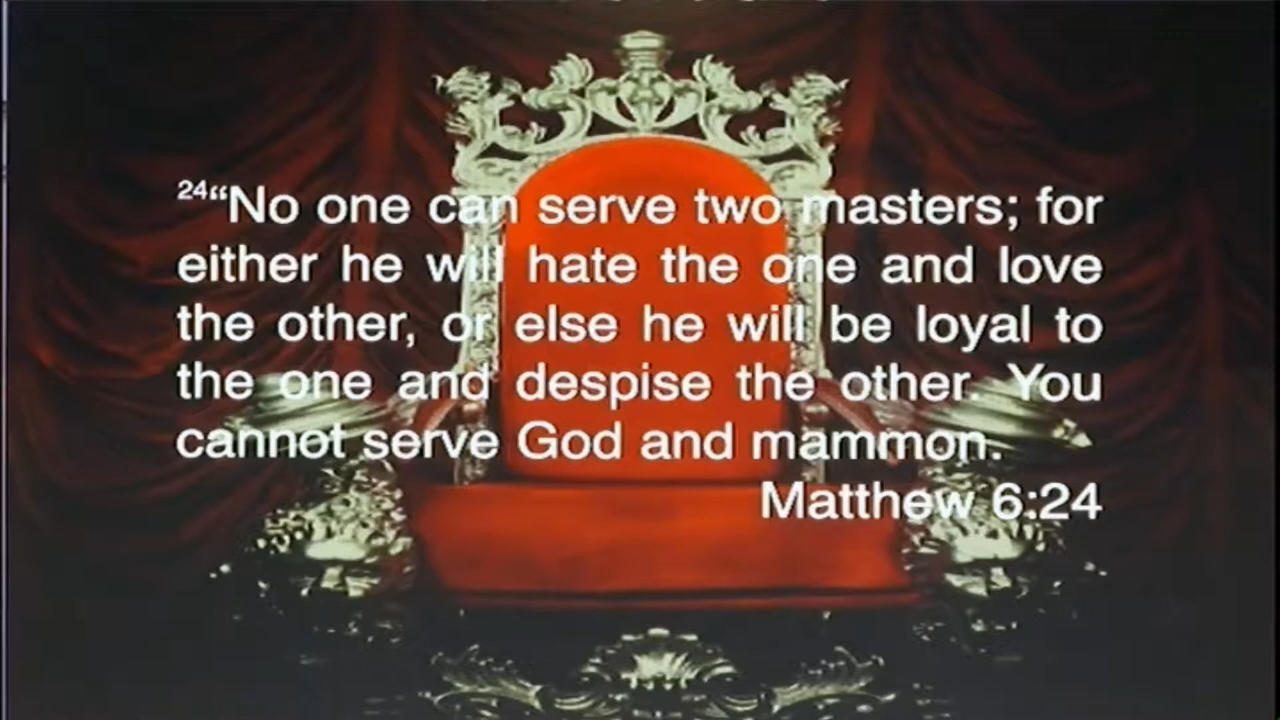 24“No one can serve two masters; for
either he will hate the one and love
the other, or else he will be loyal to
the one and despise the other. You
cannot serve God and mammon.
Matthew 6:24